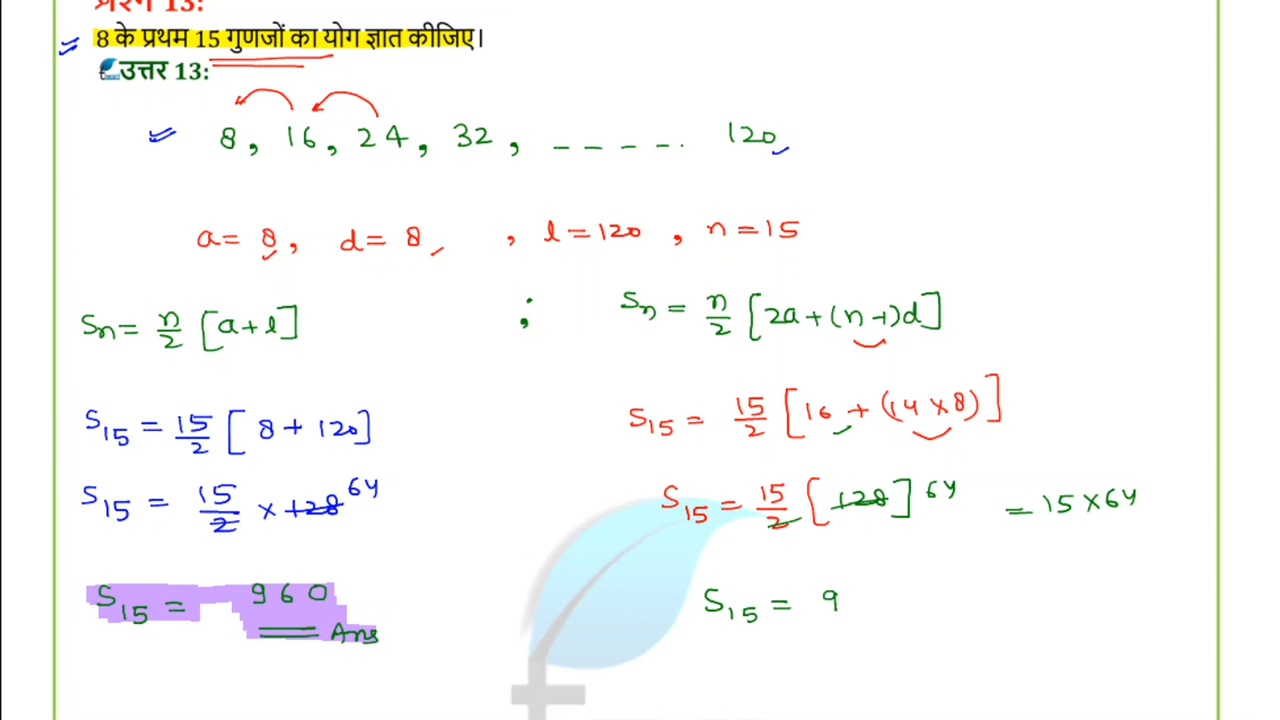 प्रश्न 13:
8 के प्रथम 15 गुणजों का योग ज्ञात कीजिए।
उत्तर 13:
8, 16, 24, 32, ----. 120
a = 8, d = 8, , l = 120, n = 15
Sn = n/2 [a+l] ; Sn = n/2 [2a+(n-1)d]
S15 = 15/2 [8+120]
S15 = 15/2 [16+(14×8)]
S15 = 15/2 × 128 64
S15 = 15/2 [128] 64 = 15×64
S15 = 960
Ans
S15 = 9